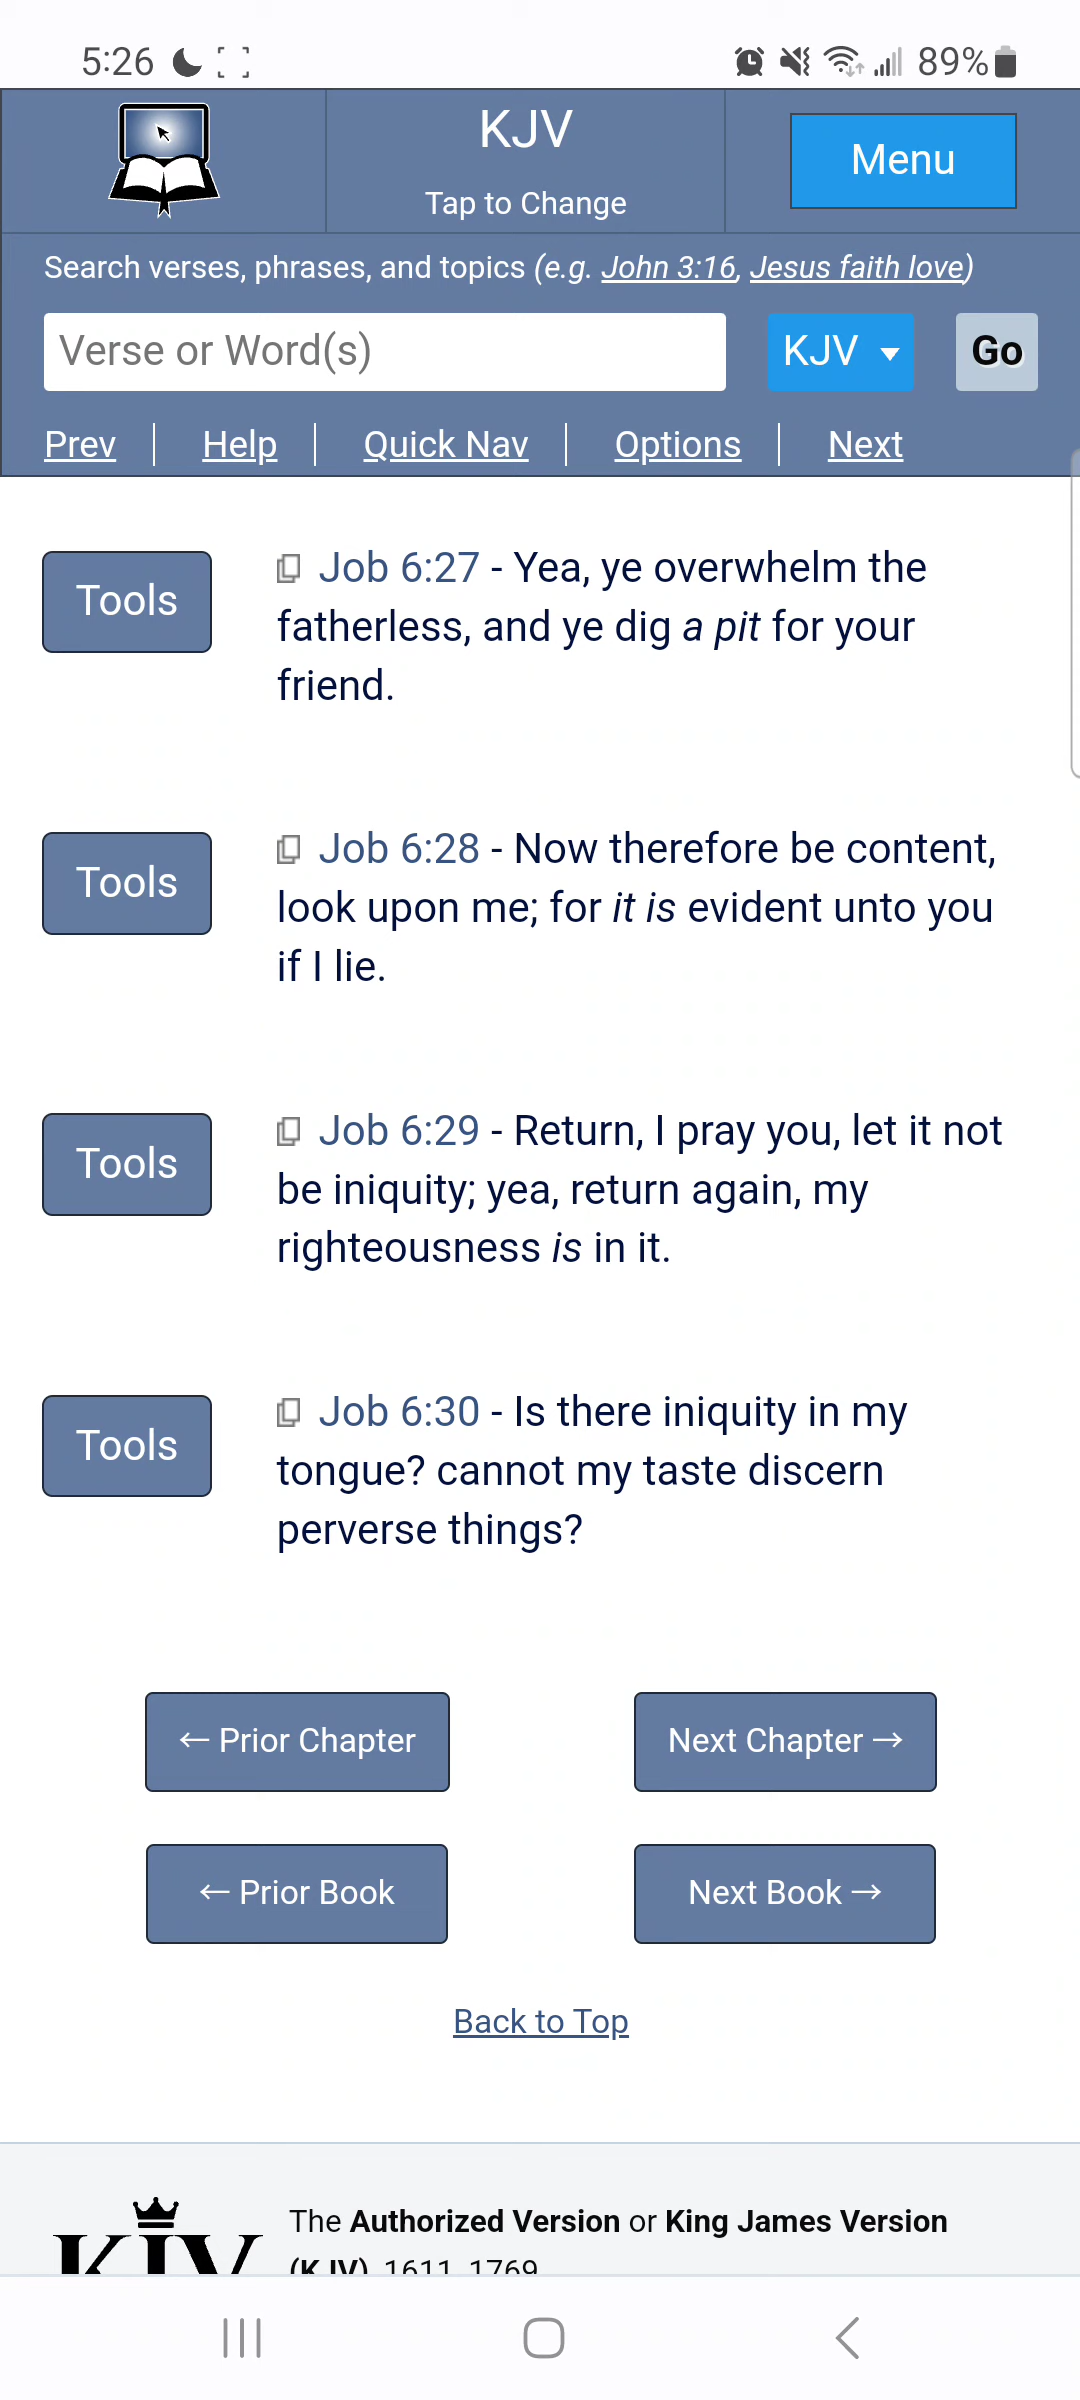 5:26
89%
KJV
Tap to Change
Menu
Search verses, phrases, and topics (e.g. John 3:16, Jesus faith love)
Verse or Word(s)
KJV
Go
Prev
Help
Quick Nav
Options
Next
Tools
Job 6:27 - Yea, ye overwhelm the
fatherless, and ye dig a pit for your
friend.
Tools
Job 6:28 - Now therefore be content,
look upon me; for it is evident unto you
if I lie.
Tools
Job 6:29 - Return, I pray you, let it not
be iniquity; yea, return again, my
righteousness is in it.
Tools
Job 6:30 - Is there iniquity in my
tongue? cannot my taste discern
perverse things?
← Prior Chapter
Next Chapter →
← Prior Book
Next Book →
Back to Top
KJV
The Authorized Version or King James Version
(KJV), 1611, 1769